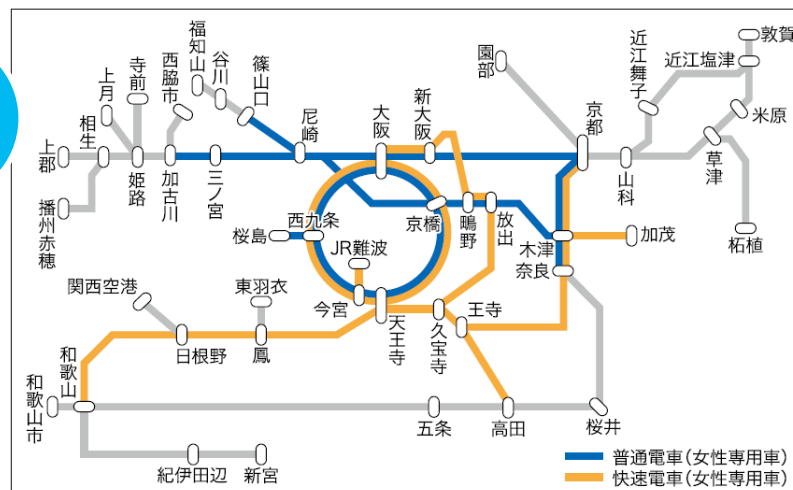 敦賀
近江塩津
近江舞子
園部
福知山
谷川
篠山口
西脇市
寺前
上月
尼崎
大阪
新大阪
京都
米原
相生
上郡
姫路
加古川
三ノ宮
山科
草津
播州赤穂
西九条
京橋
鴫野
放出
桜島
JR難波
木津
加茂
柘植
奈良
関西空港
東羽衣
今宮
天王寺
久宝寺
王寺
和歌山
日根野
鳳
和歌山市
五条
高田
桜井
紀伊田辺
新宮
普通電車(女性専用車)
快速電車(女性専用車)